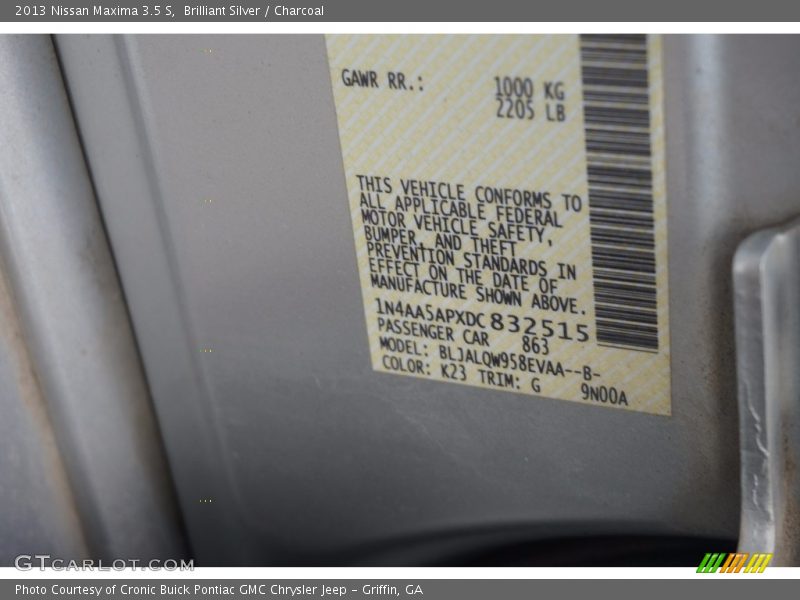 2013 Nissan Maxima 3.5 S, Brilliant Silver / Charcoal
GAWR RR.: 1000 KG
2205 LB
THIS VEHICLE CONFORMS TO
ALL APPLICABLE FEDERAL
MOTOR VEHICLE SAFETY,
BUMPER, AND THEFT
PREVENTION STANDARDS IN
EFFECT ON THE DATE OF
MANUFACTURE SHOWN ABOVE.
1N4AA5APXDC832515
PASSENGER CAR 863
MODEL: BLJALQW958EVAA--B-
COLOR: K23 TRIM: G 9N00A
GTCARLOT.COM
Photo Courtesy of Cronic Buick Pontiac GMC Chrysler Jeep - Griffin, GA